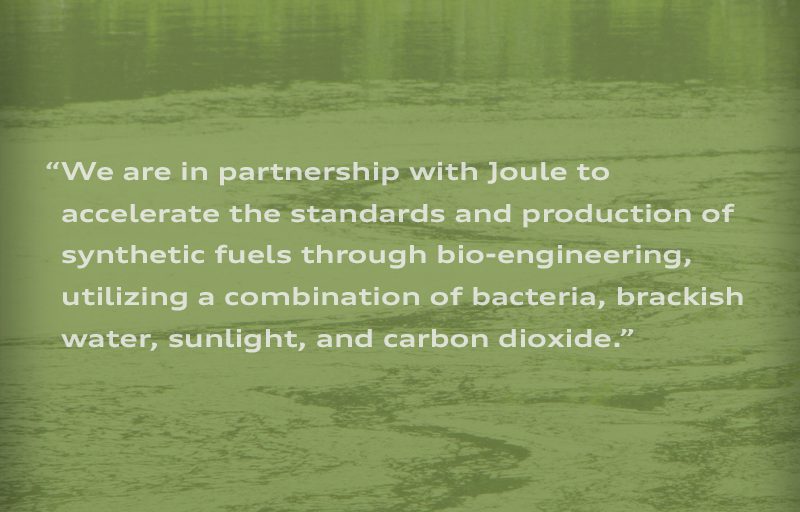 “We are in partnership with Joule to
accelerate the standards and production of
synthetic fuels through bio-engineering,
utilizing a combination of bacteria, brackish
water, sunlight, and carbon dioxide.”